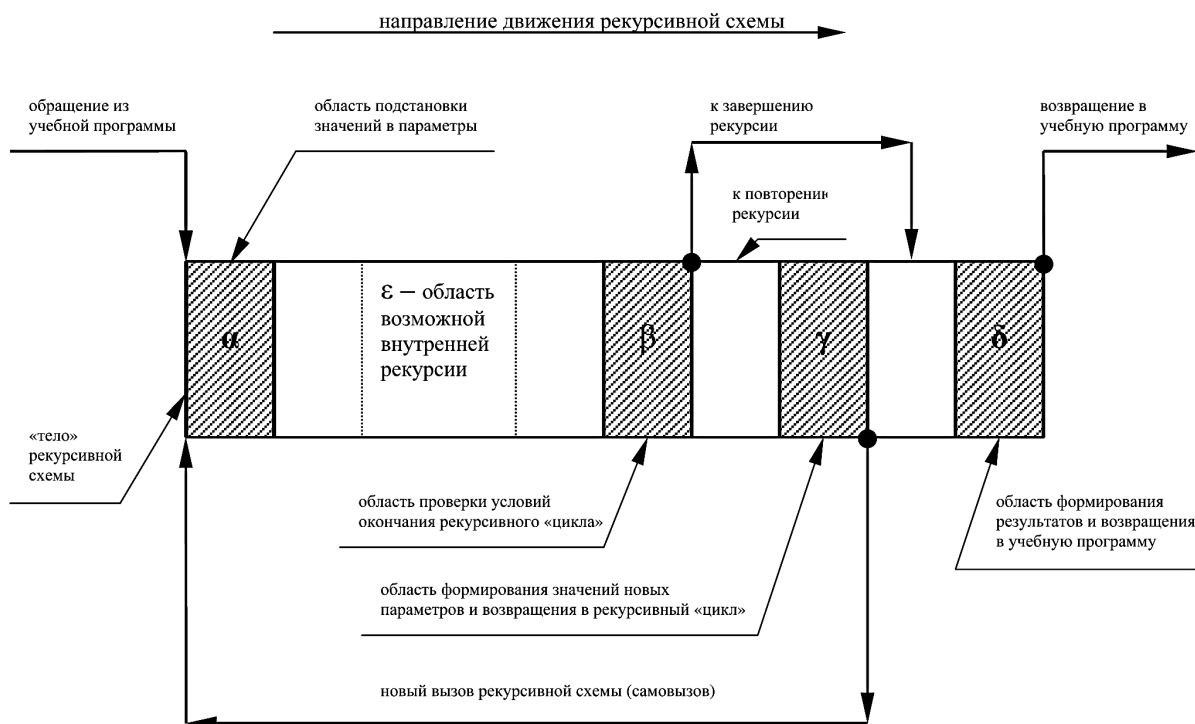 направление движения рекурсивной схемы
обращение из
учебной программы
область подстановки
значений в параметры
к завершению
рекурсии
возвращение в
учебную программу
к повторению
рекурсии
α
ε – область
возможной
внутренней
рекурсии
β
γ
δ
«тело»
рекурсивной
схемы
область проверки условий
окончания рекурсивного «цикла»
область формирования
результатов и возвращения
в учебную программу
область формирования значений новых
параметров и возвращения в рекурсивный «цикл»
новый вызов рекурсивной схемы (самовызов)